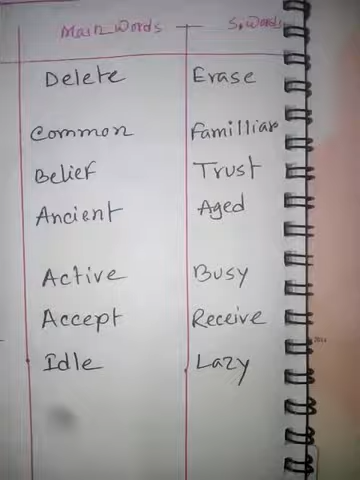 Main Words S. Words
Delete Erase
Common Familliar
Belief Trust
Ancient Aged
Active Busy
Accept Receive
Idle Lazy